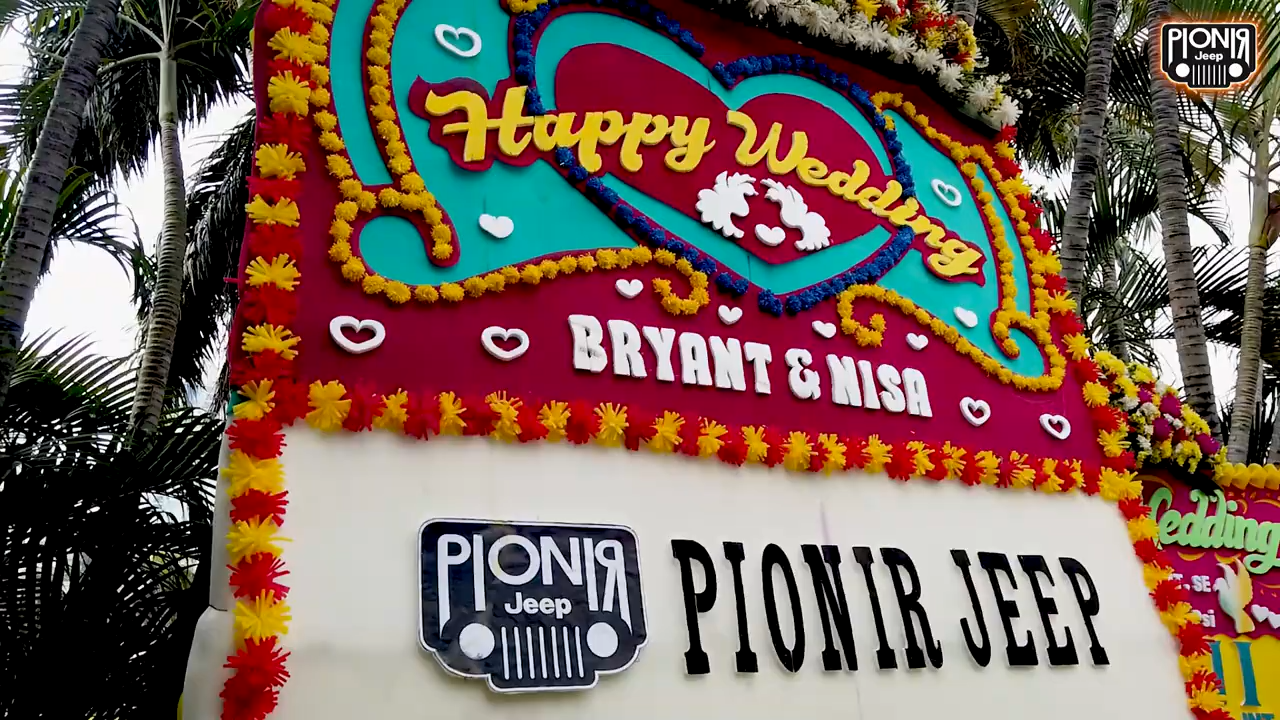 PIONIR
Jeep
Happy Wedding
BRYANT & NISA
PIONIR
Jeep
PIONIR JEEP
Wedding